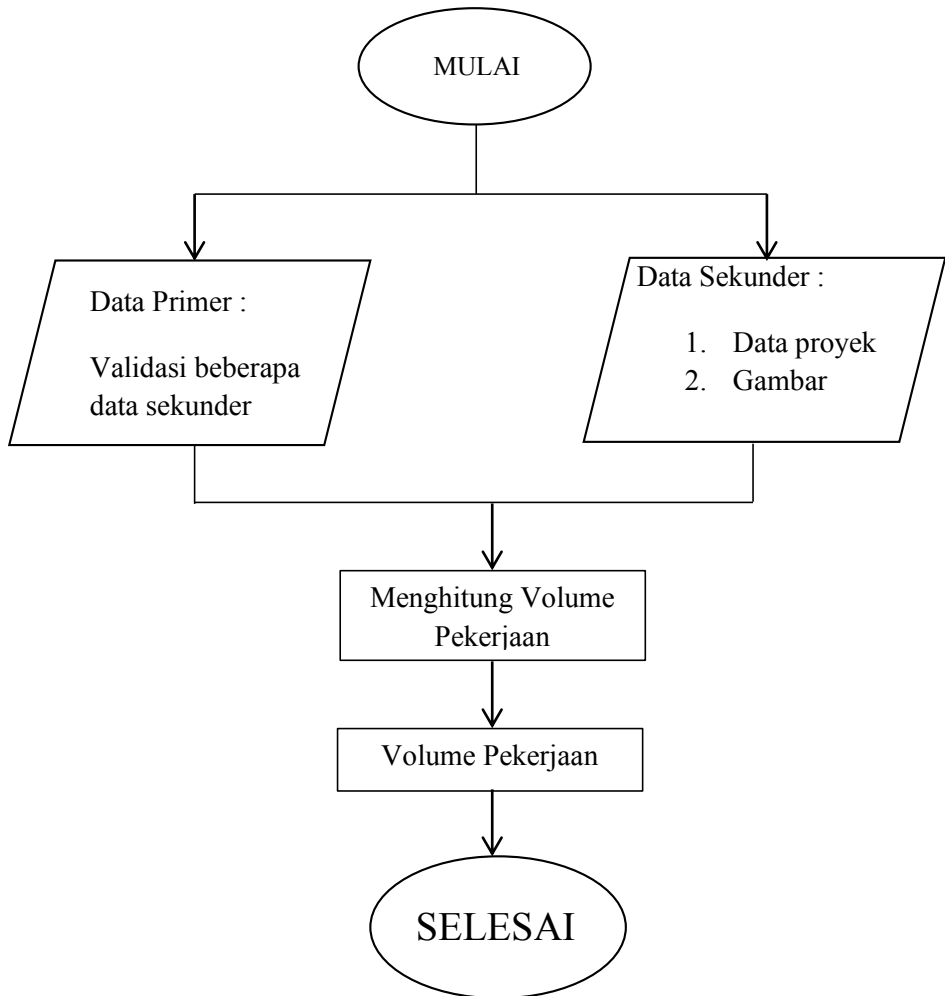 MULAI
Data Primer :
Validasi beberapa
data sekunder
Data Sekunder :
1. Data proyek
2. Gambar
Menghitung Volume
Pekerjaan
Volume Pekerjaan
SELESAI